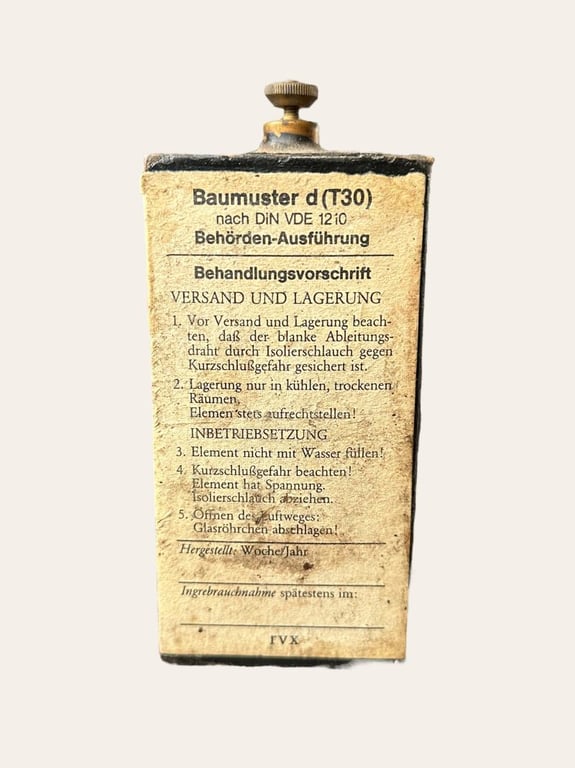 Baumuster d (T30)
nach DIN VDE 1210
Behörden-Ausführung
Behandlungsvorschrift
VERSAND UND LAGERUNG
1. Vor Versand und Lagerung beach-
ten, daß der blanke Ableitungs-
draht durch Isolierschlauch gegen
Kurzschlußgefahr gesichert ist.
2. Lagerung nur in kühlen, trockenen
Räumen.
Elemen stets aufrechtstellen!
INBETRIEBSETZUNG
3. Element nicht mit Wasser füllen!
4. Kurzschlußgefahr beachten!
Element hat Spannung.
Isolierschlauch abziehen.
5. Öffnen des Luftweges:
Glasröhrchen abschlagen!
Hergestellt: Woche/Jahr
Ingrebrauchnahme spätestens im: